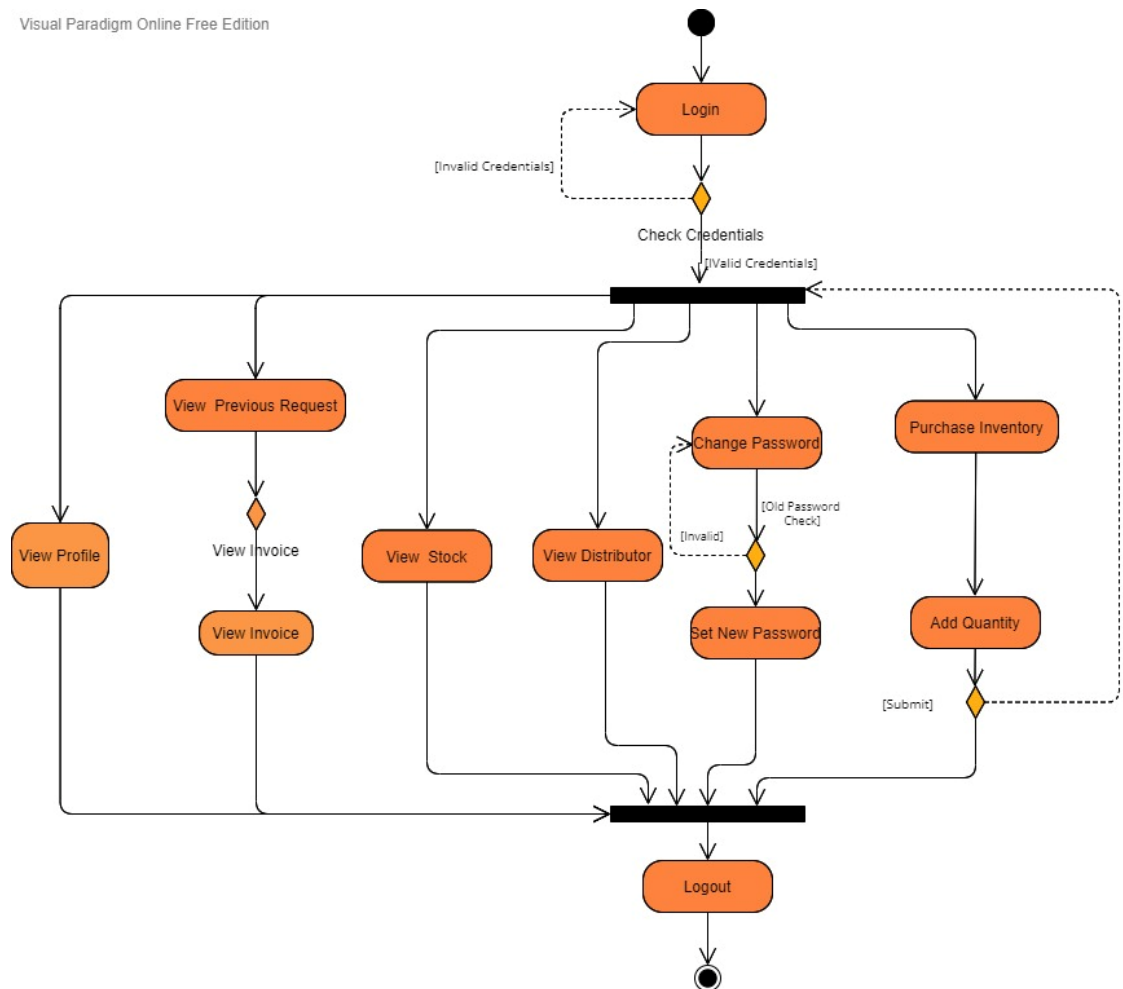 Visual Paradigm Online Free Edition
Login
[Invalid Credentials]
Check Credentials
[IValid Credentials]
View Previous Request
Change Password
Purchase Inventory
[Old Password
Check]
[Invalid]
View Profile
View Invoice
View Stock
View Distributor
View Invoice
Set New Password
Add Quantity
[Submit]
Logout